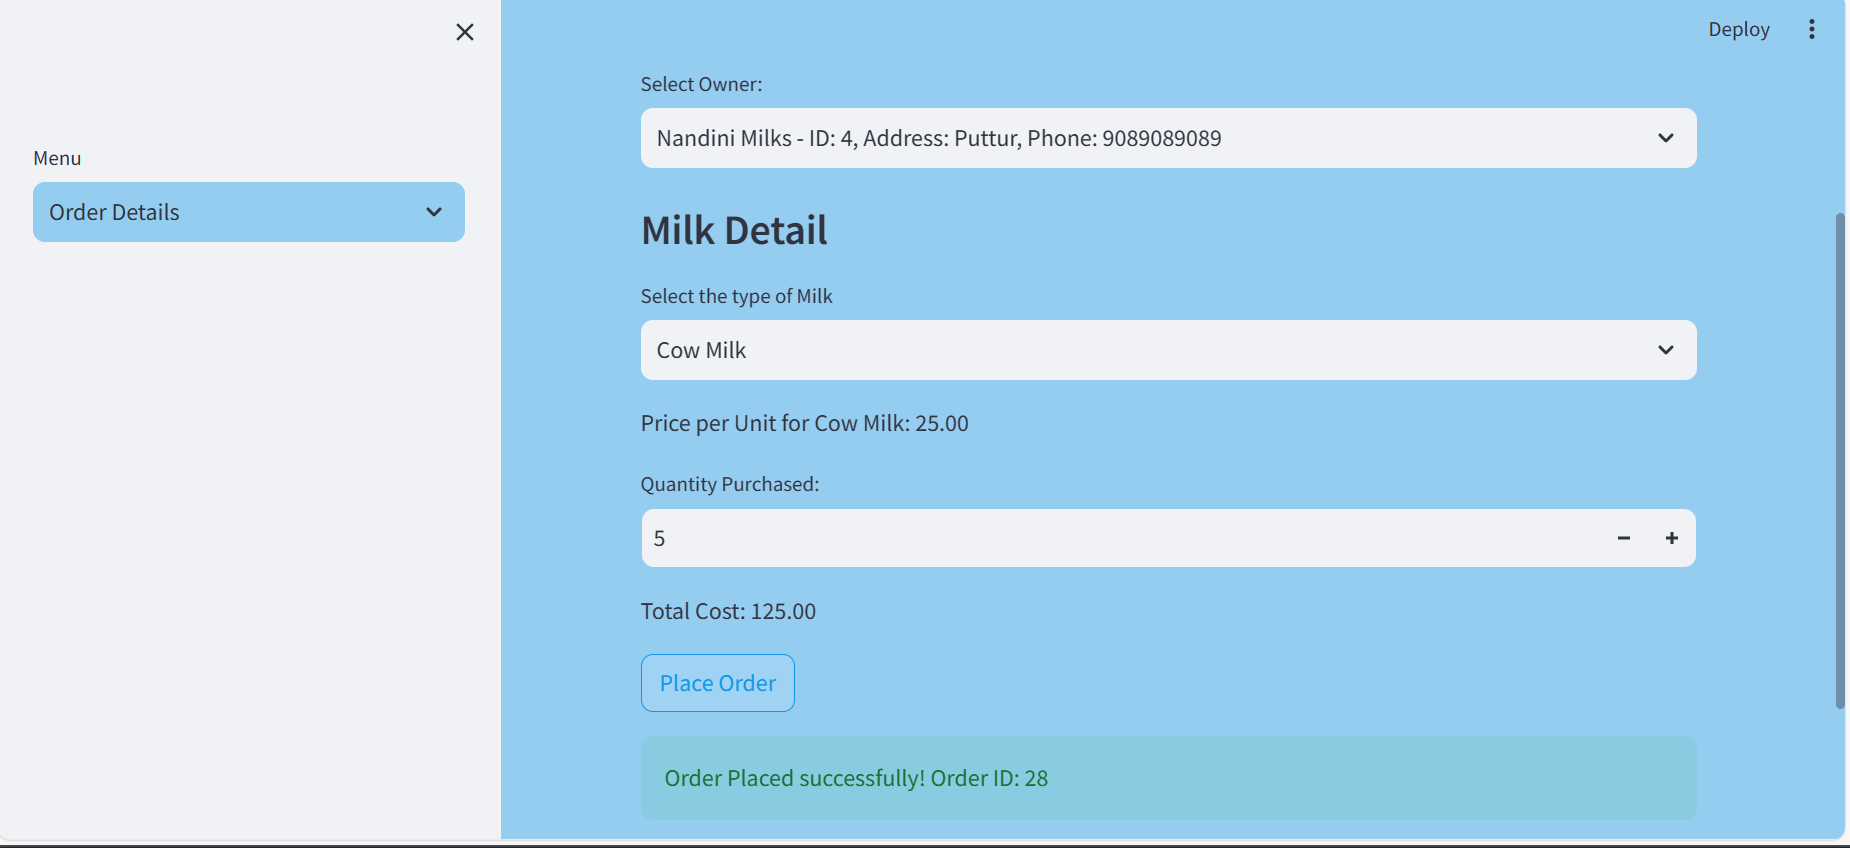 Deploy
Menu
Order Details
Select Owner:
Nandini Milks - ID: 4, Address: Puttur, Phone: 9089089089
Milk Detail
Select the type of Milk
Cow Milk
Price per Unit for Cow Milk: 25.00
Quantity Purchased:
5
Total Cost: 125.00
Place Order
Order Placed successfully! Order ID: 28